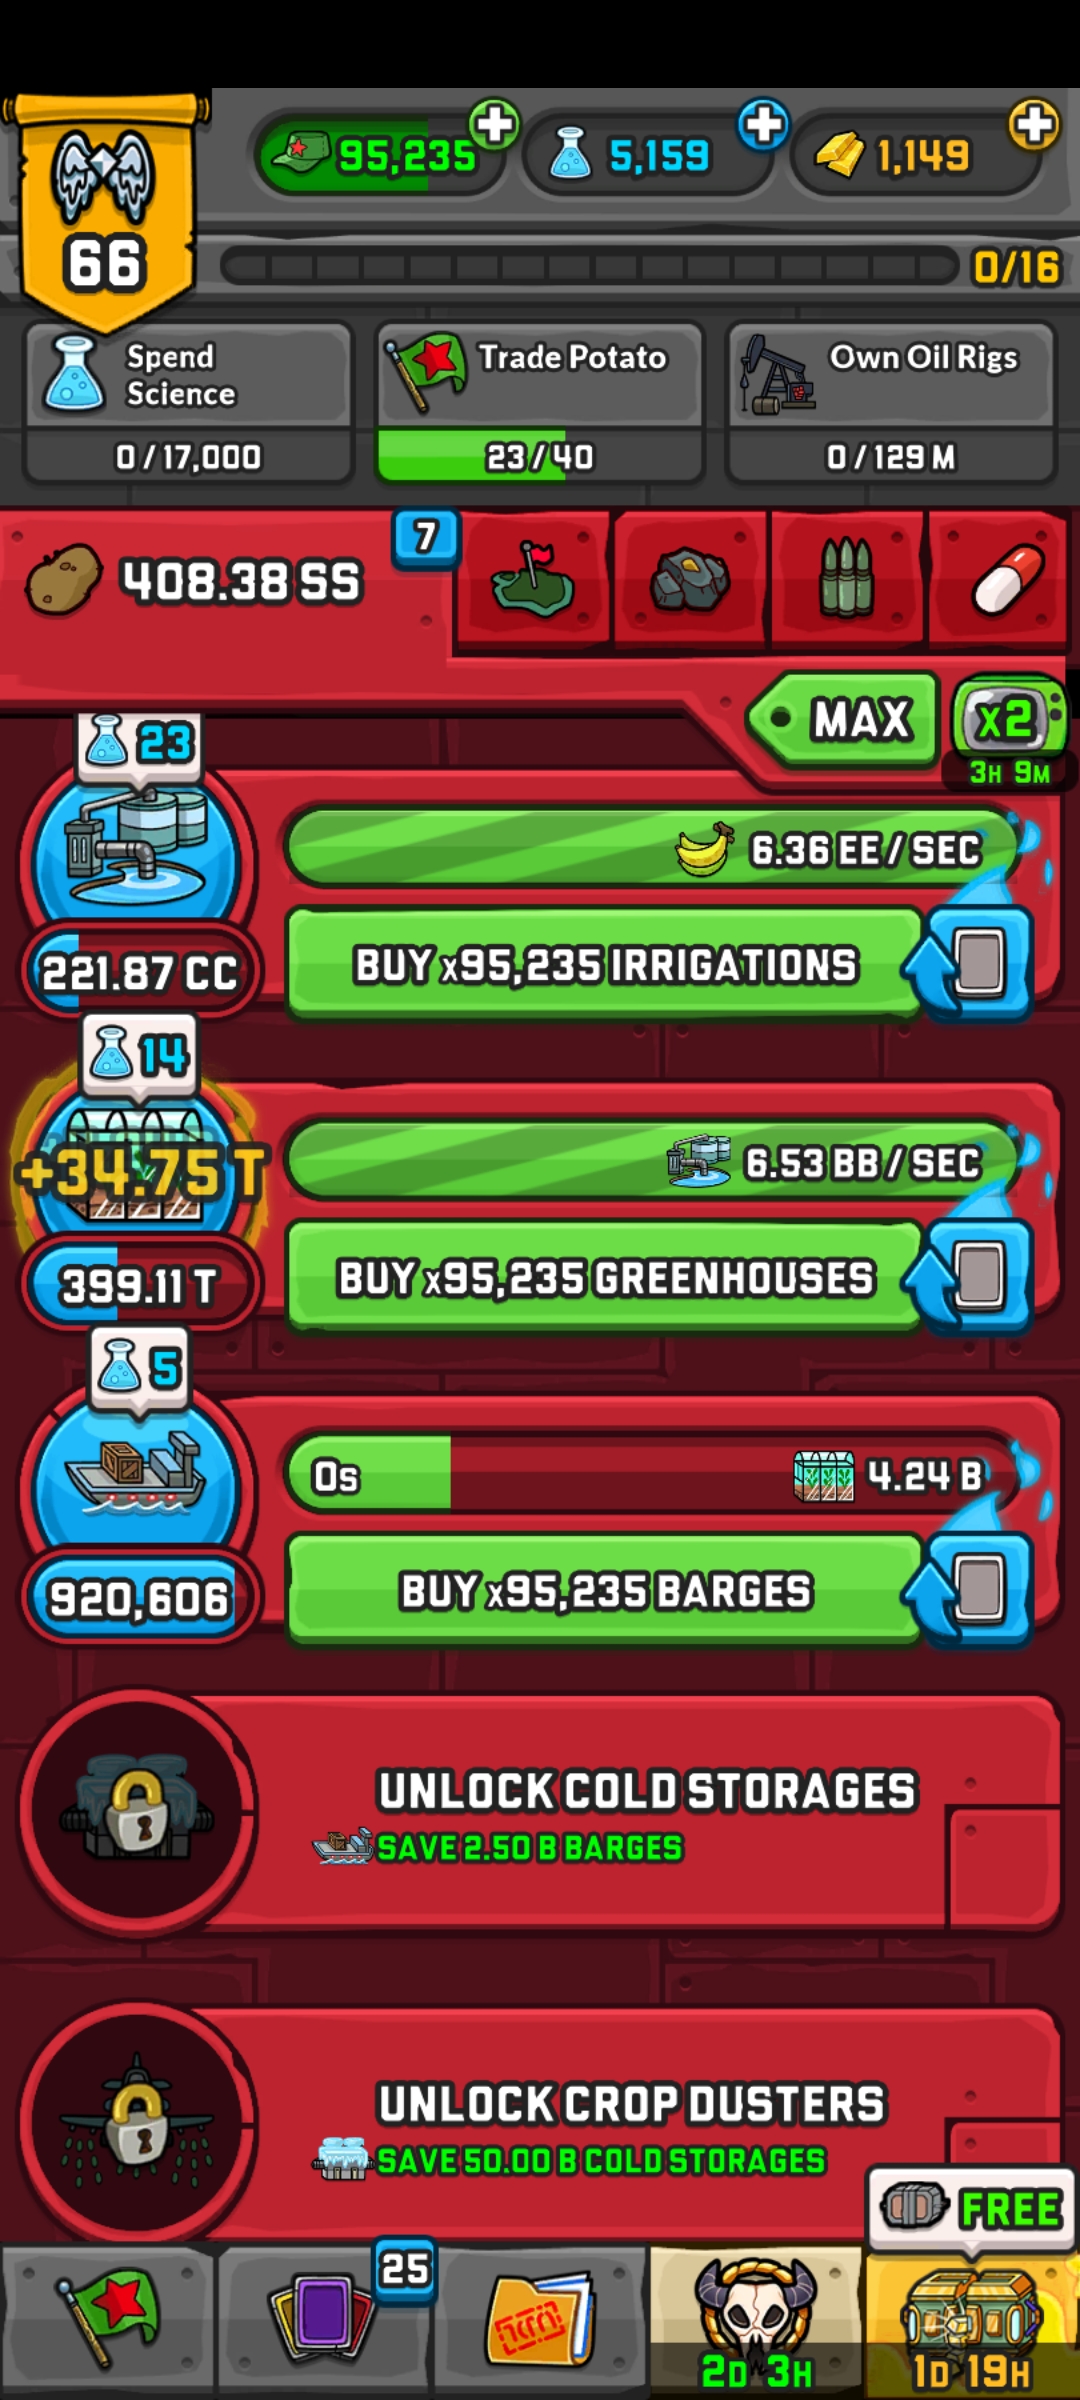 66
95,235
5,159
1,149
0/16
Spend
Science
0 / 17,000
Trade Potato
23 / 40
Own Oil Rigs
0 / 129 M
408.38 SS
7
MAX
x2
3H 9M
23
6.36 EE / SEC
221.87 CC
BUY x95,235 IRRIGATIONS
14
+34.75 T
6.53 BB / SEC
399.11 T
BUY x95,235 GREENHOUSES
5
0s
4.24 B
920,606
BUY x95,235 BARGES
UNLOCK COLD STORAGES
SAVE 2.50 B BARGES
UNLOCK CROP DUSTERS
SAVE 50.00 B COLD STORAGES
FREE
25
2D 3H
1D 19H